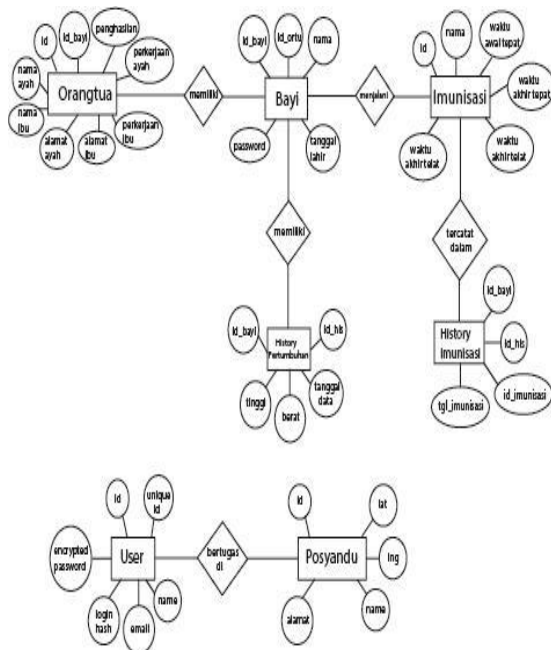 penghasilan
id
id_bayi
perkerjaan
ayah
nama
ayah
Orangtua
nama
ibu
alamat
ayah
alamat
ibu
perkerjaan
ibu
memiliki
id_bayi
id_ortu
nama
Bayi
password
tanggal
lahir
menjalani
id
nama
waktu
awal tepat
waktu
akhir tepat
Imunisasi
waktu
akhir telat
waktu
akhir telat
memiliki
tercatat
dalam
id_bayi
id_his
History
Pertumbuhan
tinggi
berat
tanggal
data
id_bayi
id_his
History
Imunisasi
tgl_imunisasi
id_imunisasi
id
unique
id
encrypted
password
User
login
hash
email
name
bertugas
di
id
lat
lng
Posyandu
alamat
name